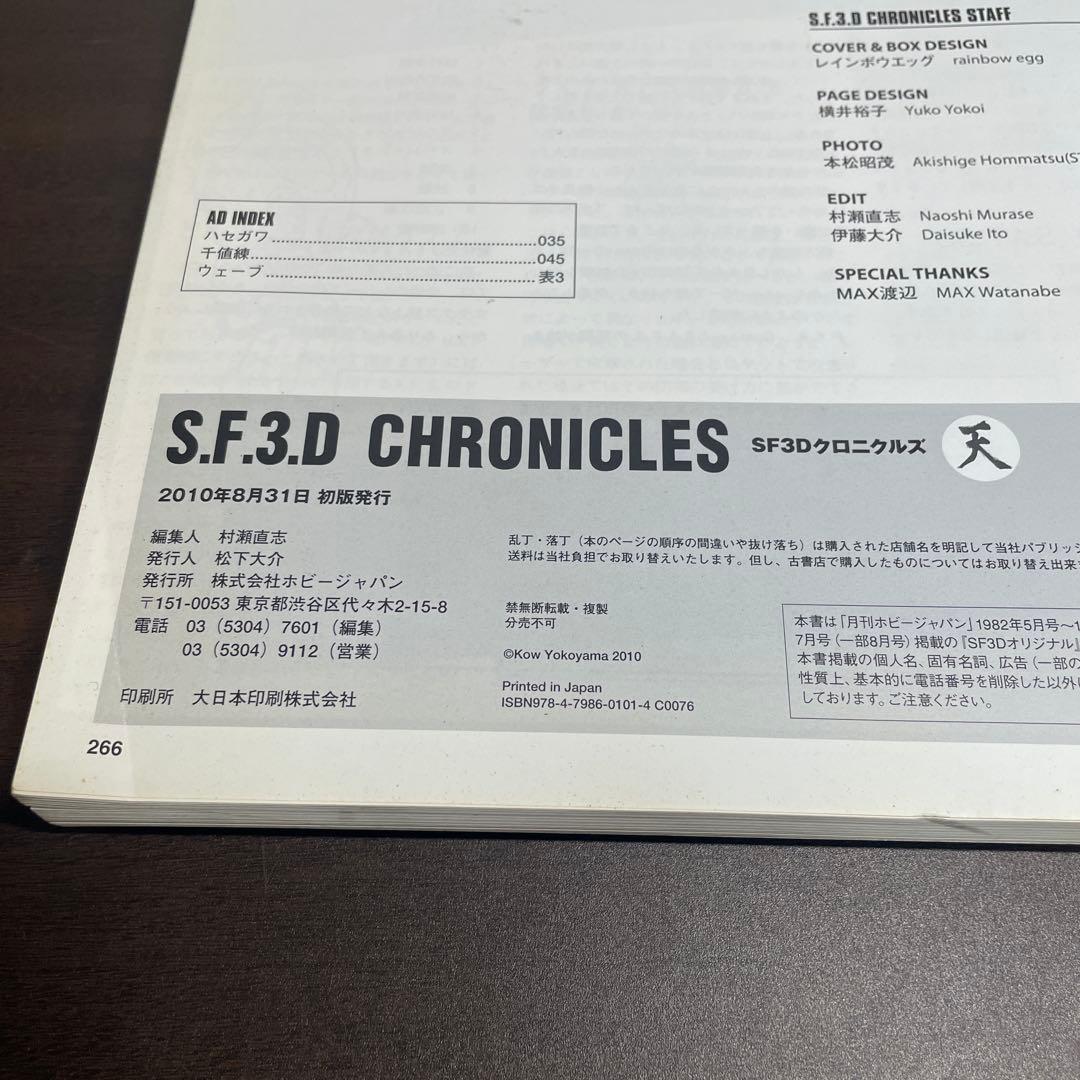 S.F.3.D CHRONICLES STAFF
COVER & BOX DESIGN
レインボウエッグ rainbow egg
PAGE DESIGN
横井裕子 Yuko Yokoi
PHOTO
本松昭茂 Akishige Hommatsu(ST
EDIT
村瀬直志 Naoshi Murase
伊藤大介 Daisuke Ito
SPECIAL THANKS
MAX渡辺 MAX Watanabe
AD INDEX
ハセガワ 035
千値練 045
ウェーブ 表3
S.F.3.D CHRONICLES SF3Dクロニクルズ 天
2010年8月31日 初版発行
編集人 村瀬直志
発行人 松下大介
発行所 株式会社ホビージャパン
〒151-0053 東京都渋谷区代々木2-15-8
電話 03（5304）7601（編集）
03（5304）9112（営業）
印刷所 大日本印刷株式会社
乱丁・落丁（本のページの順序の間違いや抜け落ち）は購入された店舗名を明記して当社パブリッシ
送料は当社負担でお取り替えいたします。但し、古書店で購入したものについてはお取り替え出来
禁無断転載・複製
分売不可
©Kow Yokoyama 2010
Printed in Japan
ISBN978-4-7986-0101-4 C0076
本書は「月刊ホビージャパン」1982年5月号〜1
7月号（一部8月号）掲載の『SF3Dオリジナル』
本書掲載の個人名、固有名詞、広告（一部の
性質上、基本的に電話番号を削除した以外
しております。ご注意ください。
266